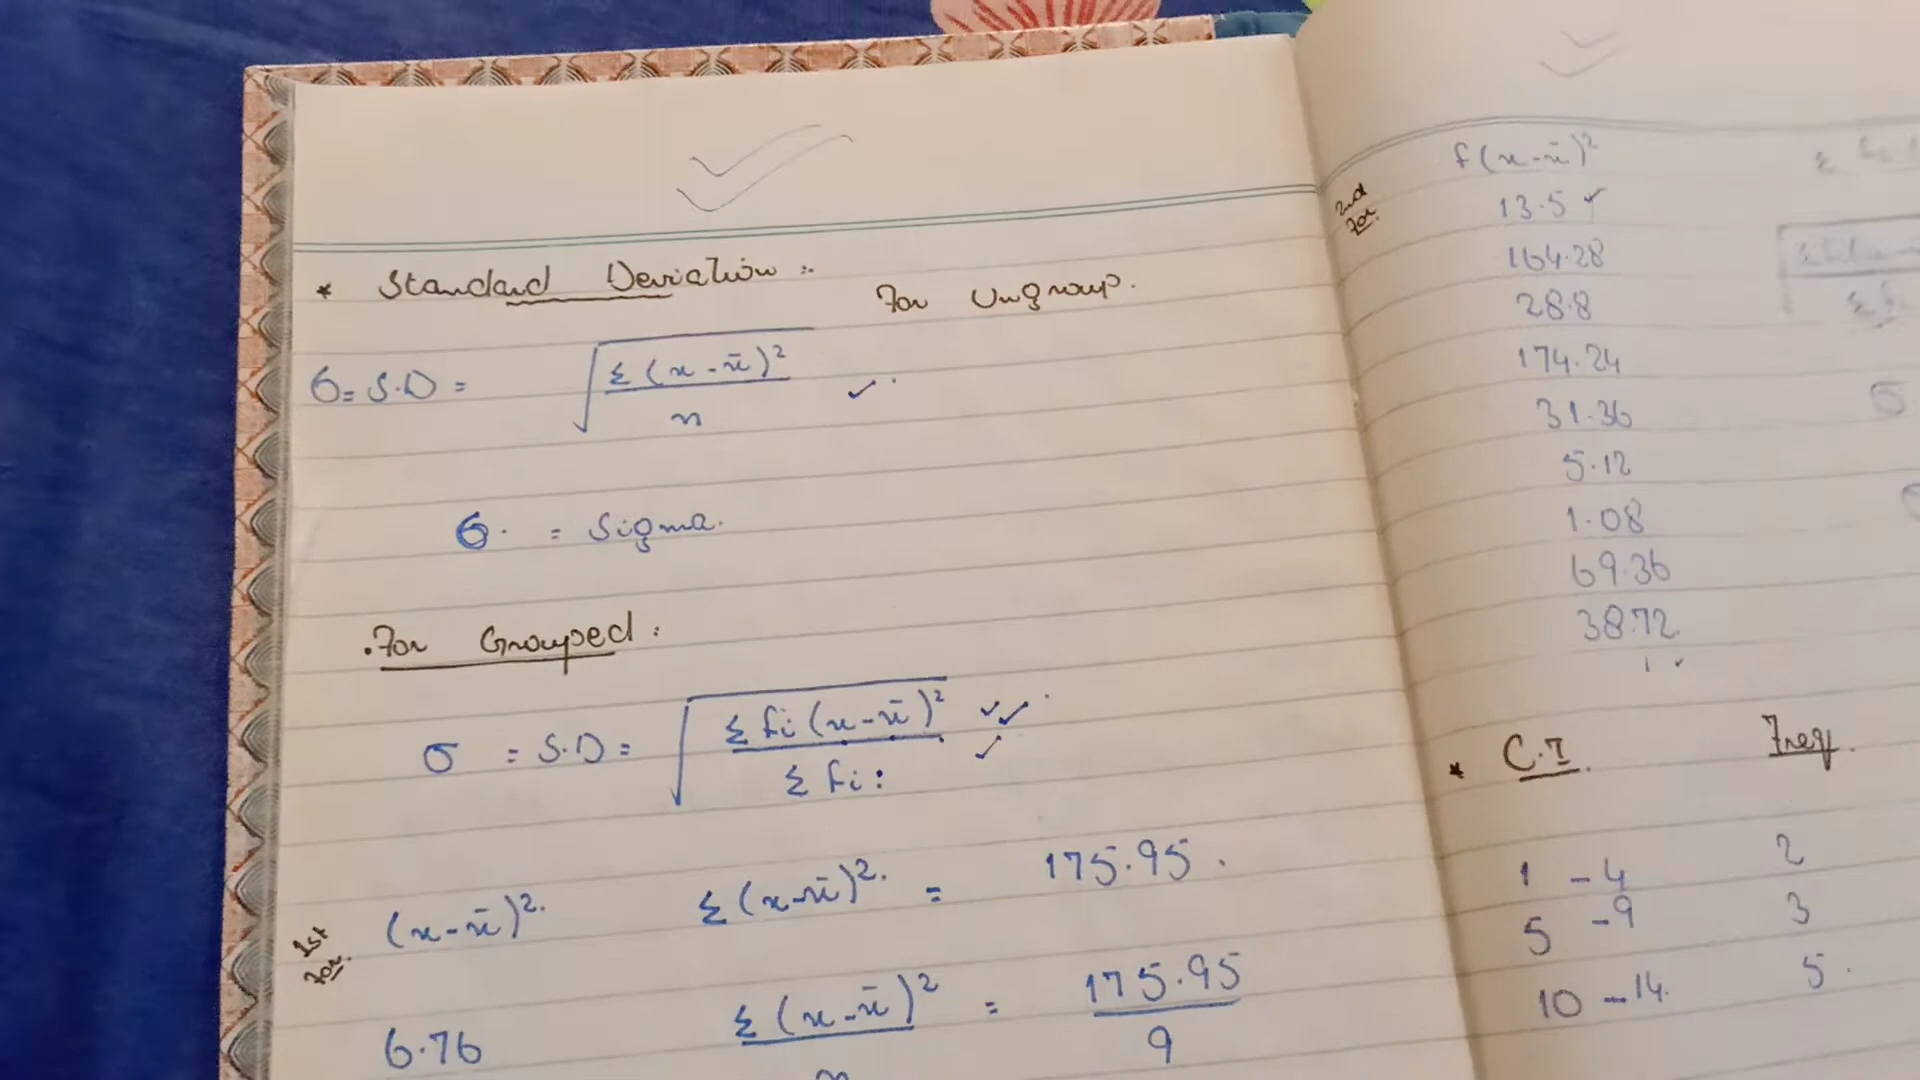 * Standard Deviation :-
For Ungroup.
σ = S.D = √ Σ(x - x̄)² / n
σ. = Sigma.
. For Grouped :
σ = S.D = √ Σ fi (x - x̄)² / Σ fi :
1st For. (x - x̄)². Σ(x - x̄)². = 175.95 .
6.76 Σ(x - x̄)² / n = 175.95 / 9
2nd For. f(x - x̄)²
13.5
164.28
28.8
174.24
31.36
5.12
1.08
69.36
38.72
* C.I. Freq.
1 - 4 2
5 - 9 3
10 - 14. 5.